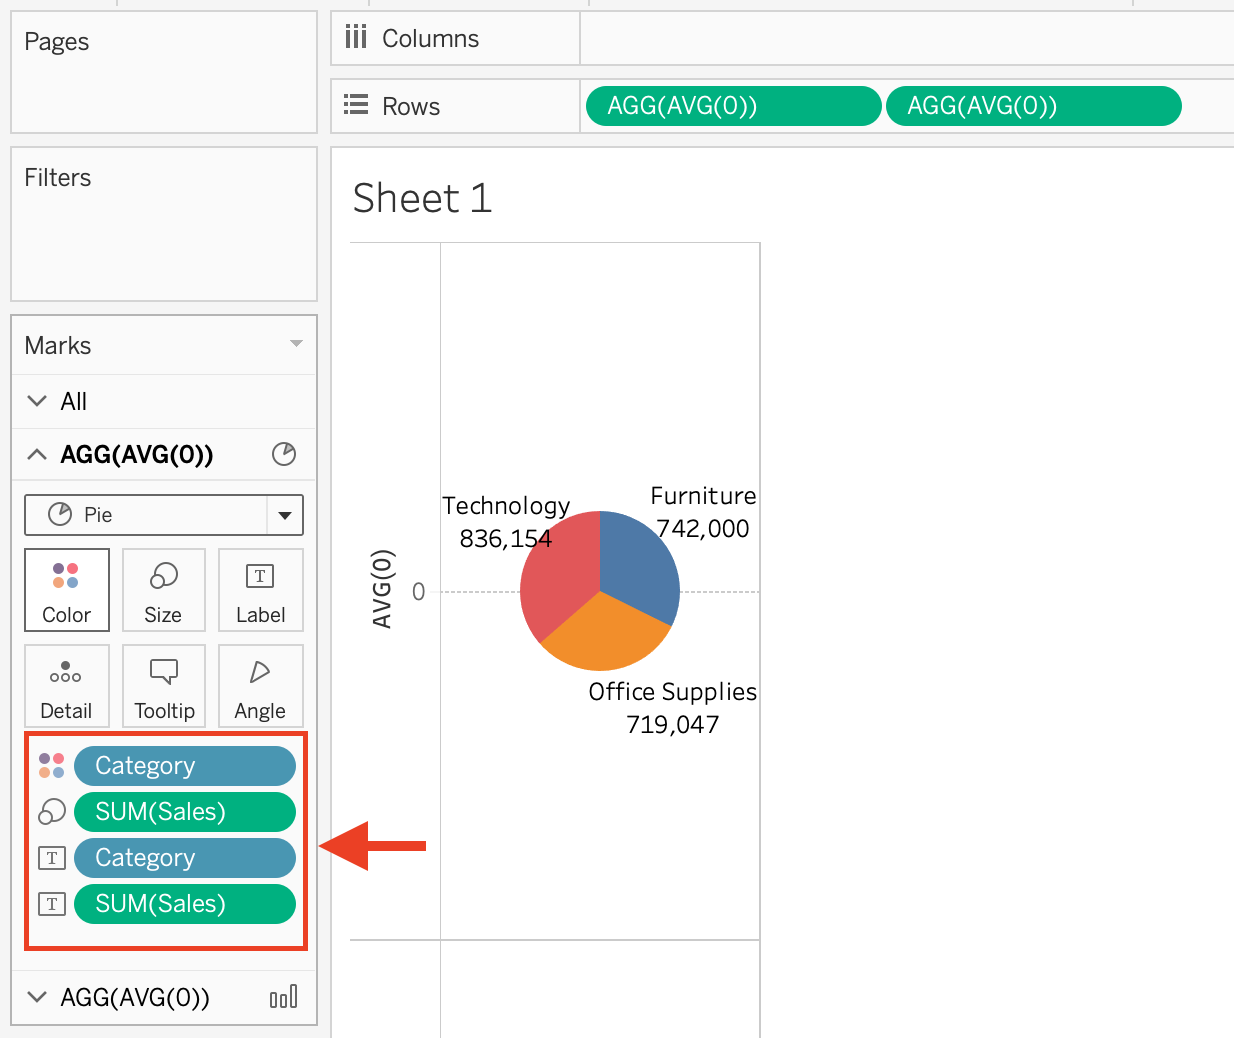 Pages
Columns
Rows
AGG(AVG(0))
AGG(AVG(0))
Filters
Sheet 1
Marks
All
AGG(AVG(0))
Pie
Color
Size
T
Label
Detail
Tooltip
Angle
Category
SUM(Sales)
T
Category
T
SUM(Sales)
AGG(AVG(0))
AVG(0)
0
Technology
836,154
Furniture
742,000
Office Supplies
719,047